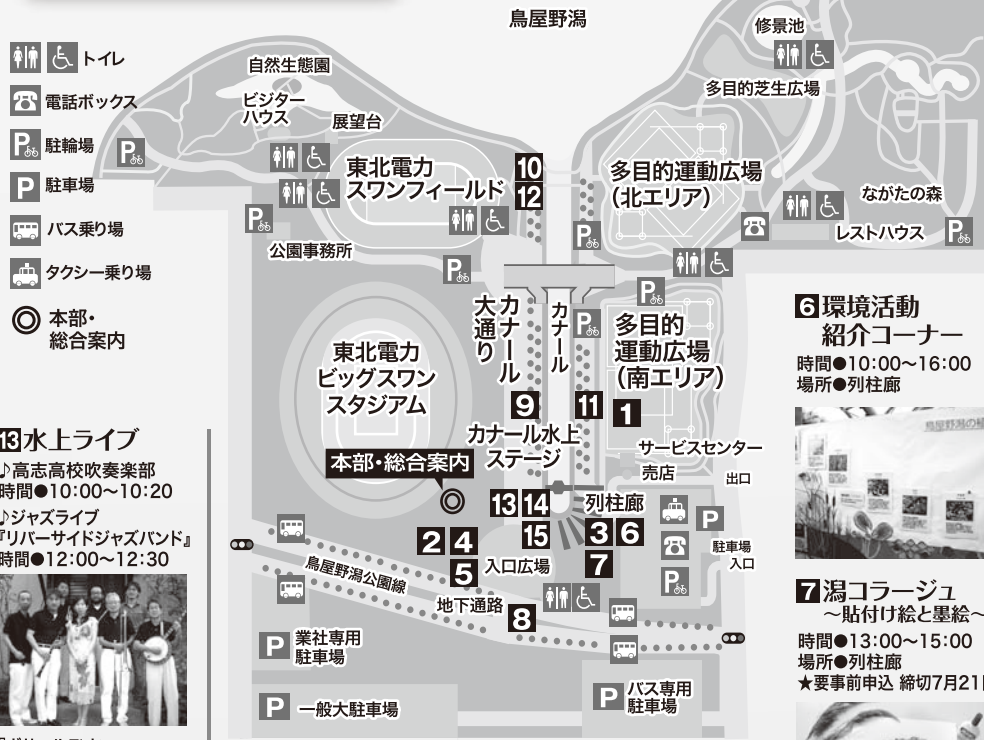 鳥屋野潟
修景池
トイレ
自然生態園
電話ボックス
ビジター
ハウス
展望台
多目的芝生広場
駐輪場
P
P
駐車場
東北電力
スワンフィールド
10
12
多目的運動広場
(北エリア)
ながたの森
レストハウス
バス乗り場
公園事務所
P
P
P
P
タクシー乗り場
本部・
総合案内
P
P
カナール
大通り
カナール
P
多目的
運動広場
(南エリア)
東北電力
ビッグスワン
スタジアム
9
11
1
カナール水上
ステージ
サービスセンター
売店
出口
本部・総合案内
13 14
15
列柱廊
3 6
7
2 4
5
入口広場
P
駐車場
入口
P
鳥屋野潟公園線
地下通路
8
P
業社専用
駐車場
P
一般大駐車場
P
バス専用
駐車場
13水上ライブ
♪高志高校吹奏楽部
時間●10:00〜10:20
♪ジャズライブ
『リバーサイドジャズバンド』
時間●12:00〜12:30
6環境活動
紹介コーナー
時間●10:00〜16:00
場所●列柱廊
7潟コラージュ
〜貼付け絵と墨絵〜
時間●13:00〜15:00
場所●列柱廊
★要事前申込 締切7月21